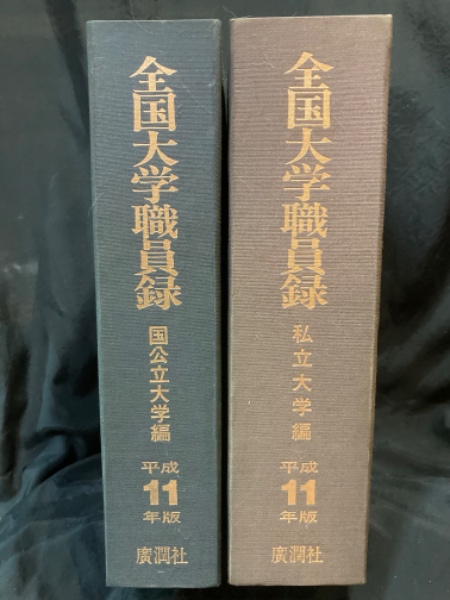 全国大学職員録
国公立大学編
平成
11
年版
廣潤社
全国大学職員録
私立大学編
平成
11
年版
廣潤社